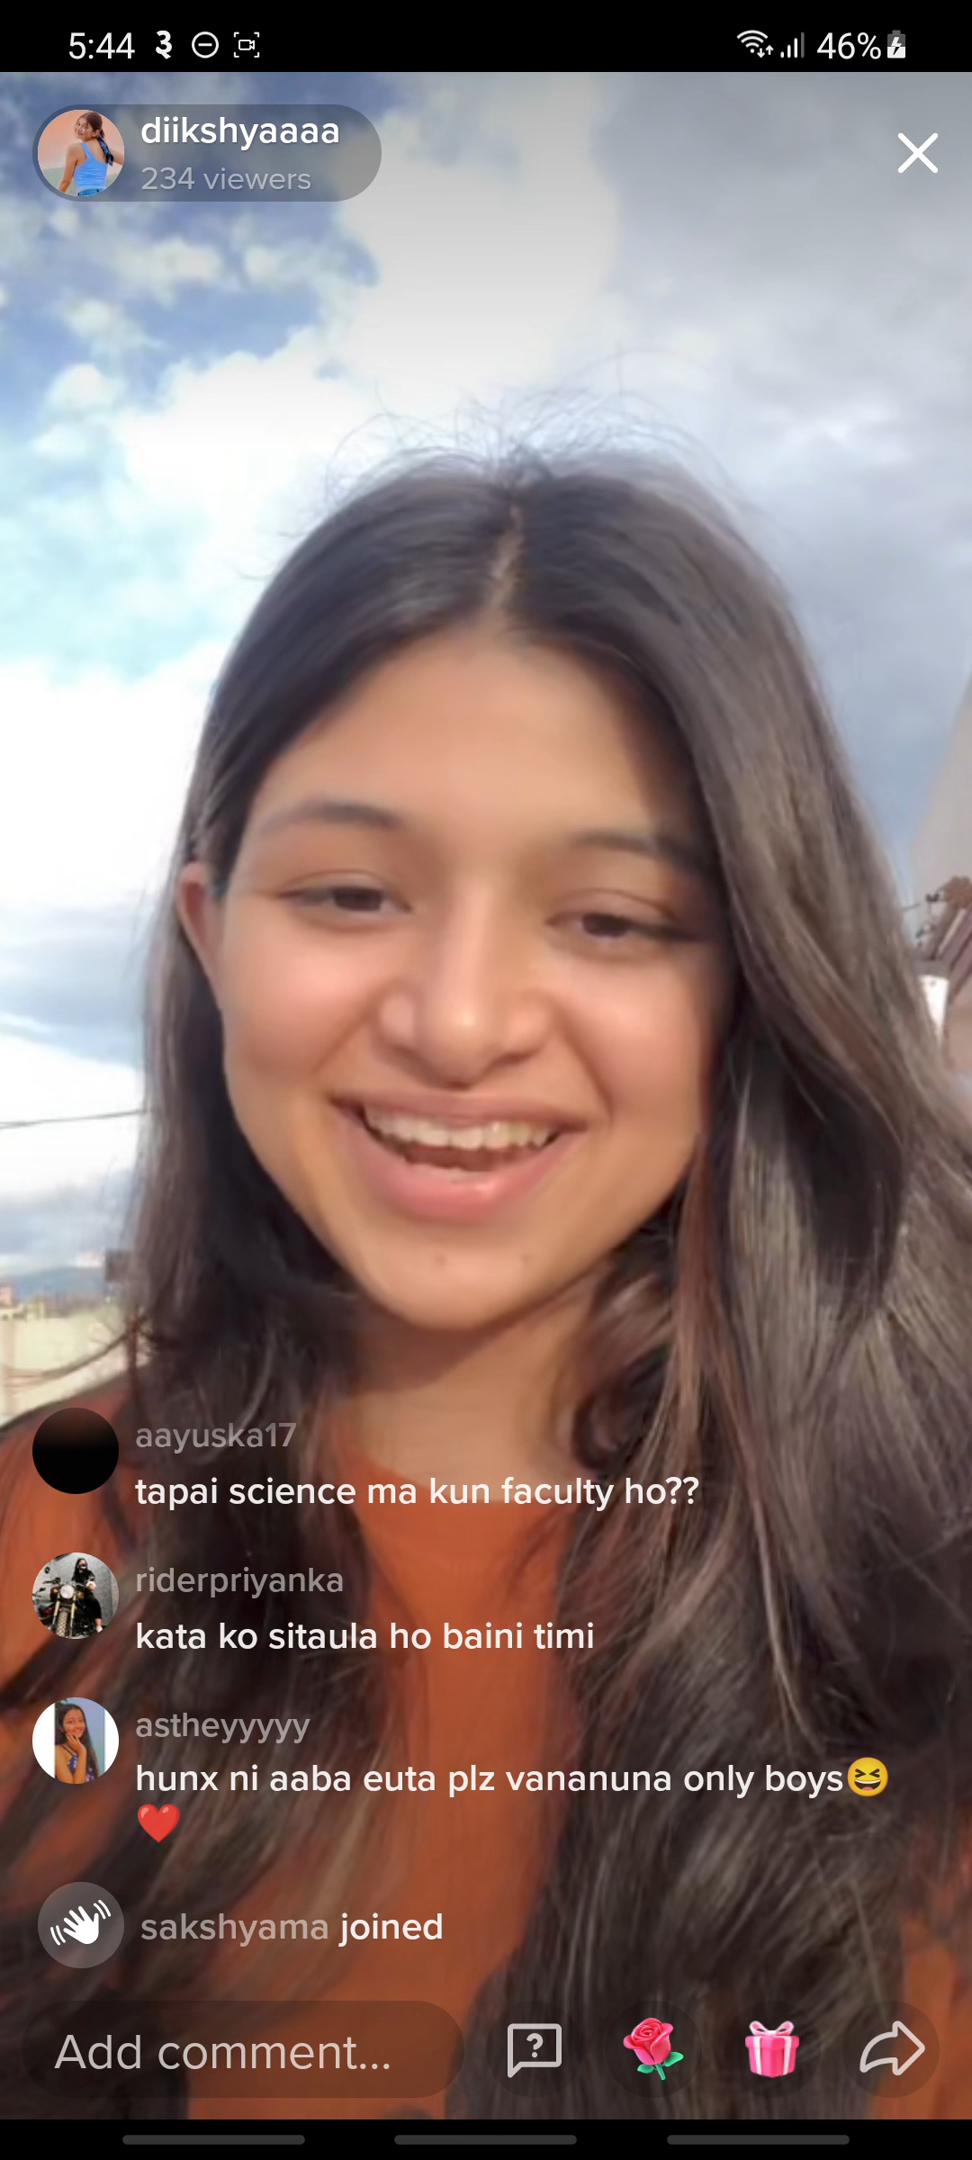 5:44 46%
diikshyaaaa
234 viewers
aayuska17
tapai science ma kun faculty ho??
riderpriyanka
kata ko sitaula ho baini timi
astheyyyyy
hunx ni aaba euta plz vananuna only boys😆
❤️
sakshyama joined
Add comment...